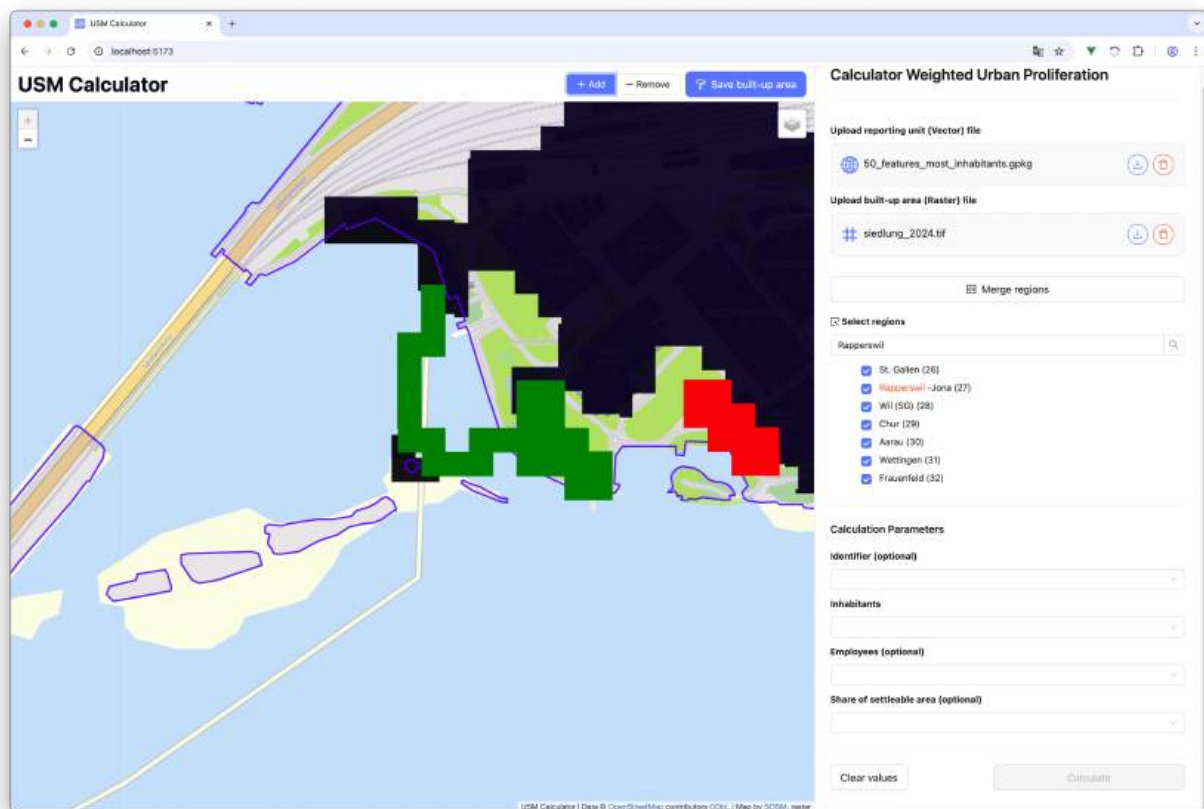 USM Calculator
localhost:5173
USM Calculator
+ Add
− Remove
Save built-up area
Calculator Weighted Urban Proliferation
Upload reporting unit (Vector) file
50_features_most_inhabitants.gpkg
Upload built-up area (Raster) file
siedlung_2024.tif
Merge regions
Select regions
Rapperswil
St. Gallen (26)
Rapperswil-Jona (27)
Wil (SG) (28)
Chur (29)
Aarau (30)
Wettingen (31)
Frauenfeld (32)
Calculation Parameters
Identifier (optional)
Inhabitants
Employees (optional)
Share of settleable area (optional)
Clear values
Calculate
USM Calculator | Data © OpenStreetMap contributors ODbL | Map by SOSM, raster